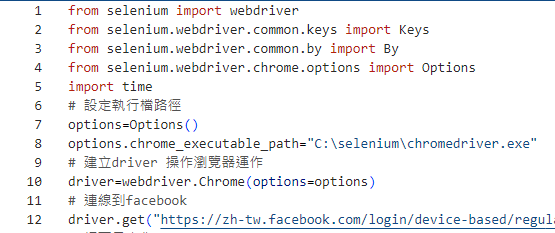 1 from selenium import webdriver
2 from selenium.webdriver.common.keys import Keys
3 from selenium.webdriver.common.by import By
4 from selenium.webdriver.chrome.options import Options
5 import time
6 # 設定執行檔路徑
7 options=Options()
8 options.chrome_executable_path="C:\selenium\chromedriver.exe"
9 # 建立driver 操作瀏覽器運作
10 driver=webdriver.Chrome(options=options)
11 # 連線到facebook
12 driver.get("https://zh-tw.facebook.com/login/device-based/regula